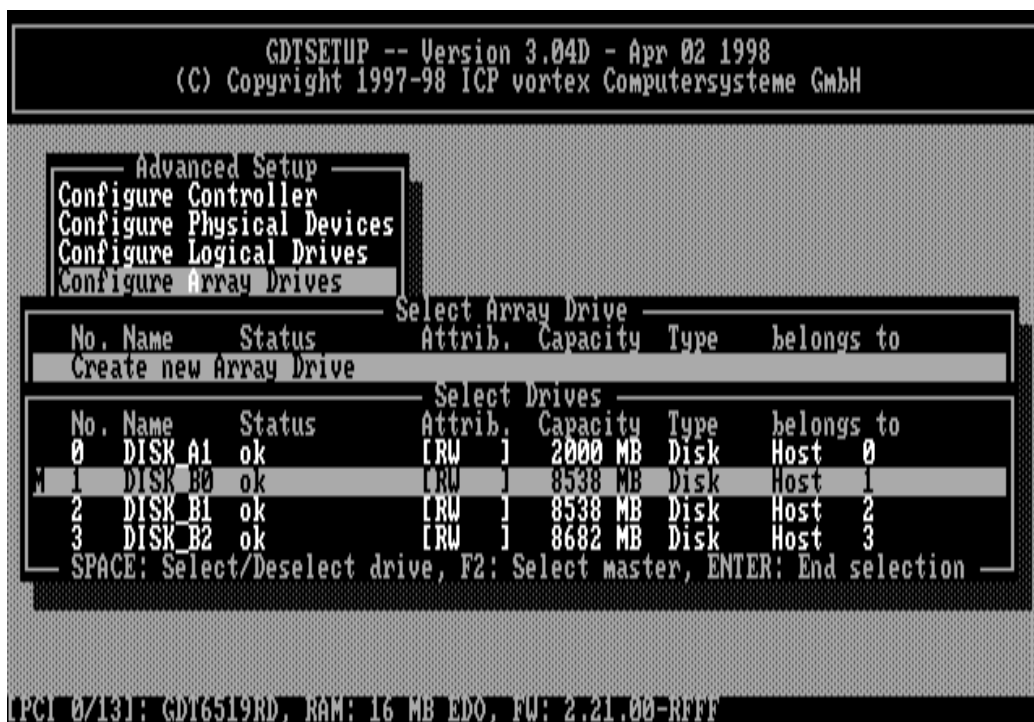 GDTSETUP -- Version 3.04D - Apr 02 1998
(C) Copyright 1997-98 ICP vortex Computersysteme GmbH
Advanced Setup
Configure Controller
Configure Physical Devices
Configure Logical Drives
Configure Array Drives
Select Array Drive
No. Name Status Attrib. Capacity Type belongs to
Create new Array Drive
Select Drives
No. Name Status Attrib. Capacity Type belongs to
0 DISK_A1 ok [RW ] 2000 MB Disk Host 0
M 1 DISK_B0 ok [RW ] 8538 MB Disk Host 1
2 DISK_B1 ok [RW ] 8538 MB Disk Host 2
3 DISK_B2 ok [RW ] 8682 MB Disk Host 3
SPACE: Select/Deselect drive, F2: Select master, ENTER: End selection
[PCI 0/13]: GDT6519RD, RAM: 16 MB EDO, FW: 2.21.00-RFFF